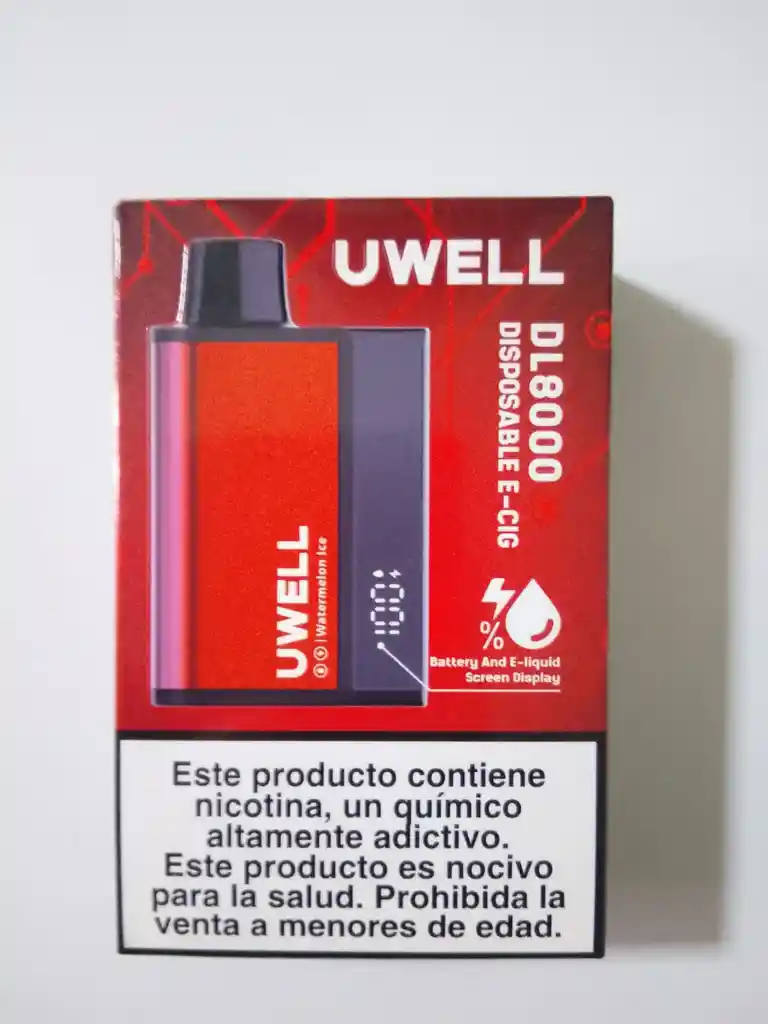 UWELL
DL8000
DISPOSABLE E-CIG
UWELL
Watermelon Ice
100
%
Battery And E-liquid
Screen Display
Este producto contiene
nicotina, un químico
altamente adictivo.
Este producto es nocivo
para la salud. Prohibida la
venta a menores de edad.